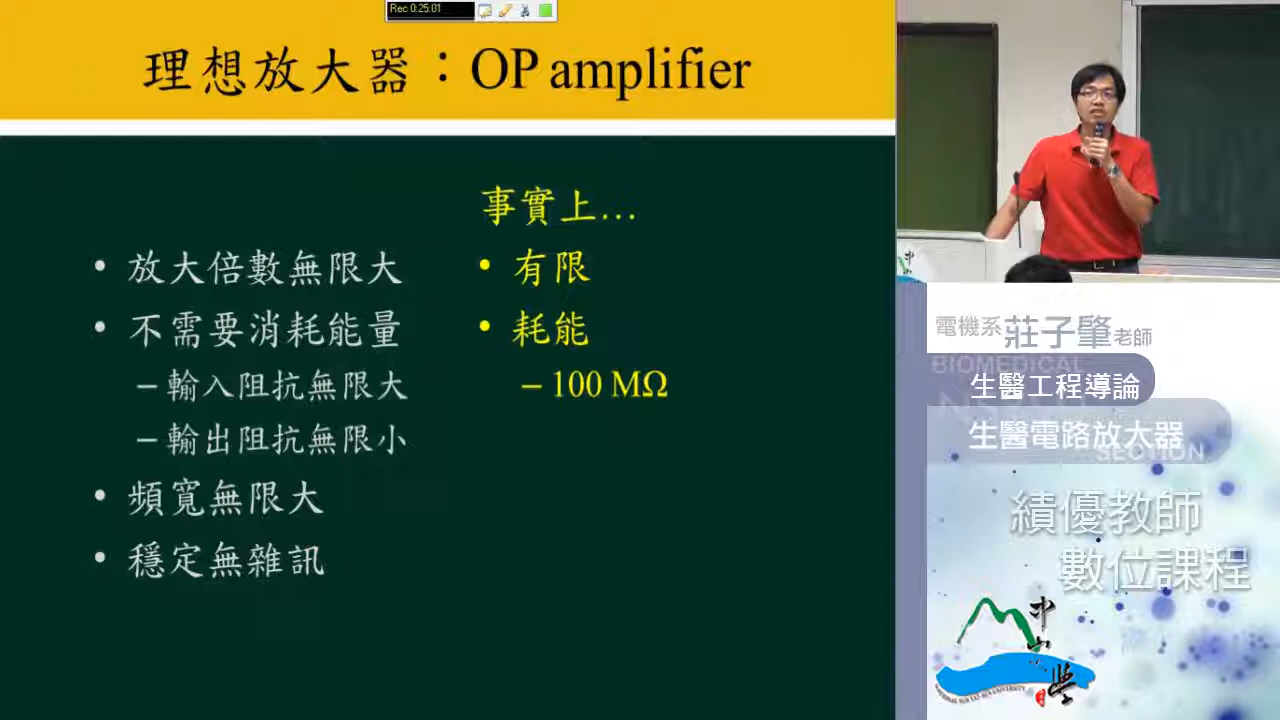 Rec 0:25:01
理想放大器：OP amplifier
事實上…
• 放大倍數無限大
• 有限
• 不需要消耗能量
• 耗能
– 輸入阻抗無限大
– 100 MΩ
– 輸出阻抗無限小
• 頻寬無限大
• 穩定無雜訊
電機系 莊子肇 老師
BIOMEDICAL
生醫工程導論
生醫電路放大器
SECTION
績優教師
數位課程
中山大學
NATIONAL SUN YAT-SEN UNIVERSITY